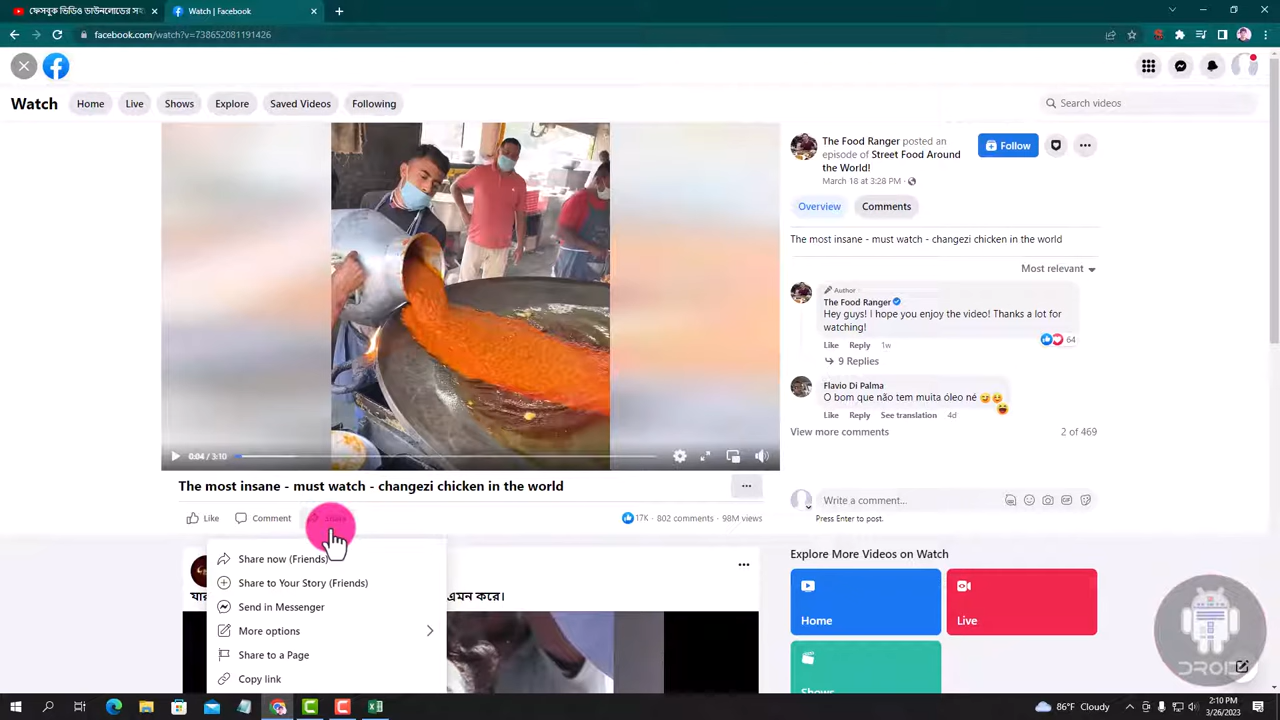 ফেসবুক ভিডিও ডাউনলোডের সহ
Watch | Facebook
facebook.com/watch?v=738652081191426
Watch
Home
Live
Shows
Explore
Saved Videos
Following
Search videos
The Food Ranger posted an
episode of Street Food Around
the World!
March 18 at 3:28 PM ·
Follow
Overview
Comments
The most insane - must watch - changezi chicken in the world
Most relevant
Author
The Food Ranger
Hey guys! I hope you enjoy the video! Thanks a lot for
watching!
64
Like Reply 1w
9 Replies
Flavio Di Palma
O bom que não tem muita óleo né
Like Reply See translation 4d
View more comments
2 of 469
0:04 / 3:10
The most insane - must watch - changezi chicken in the world
Like
Comment
Share
17K · 802 comments · 98M views
Write a comment...
Press Enter to post.
Share now (Friends)
Share to Your Story (Friends)
Send in Messenger
More options
Share to a Page
Copy link
এমন করে।
Explore More Videos on Watch
Home
Live
Shows
DROID
86°F Cloudy
2:10 PM
3/26/2023